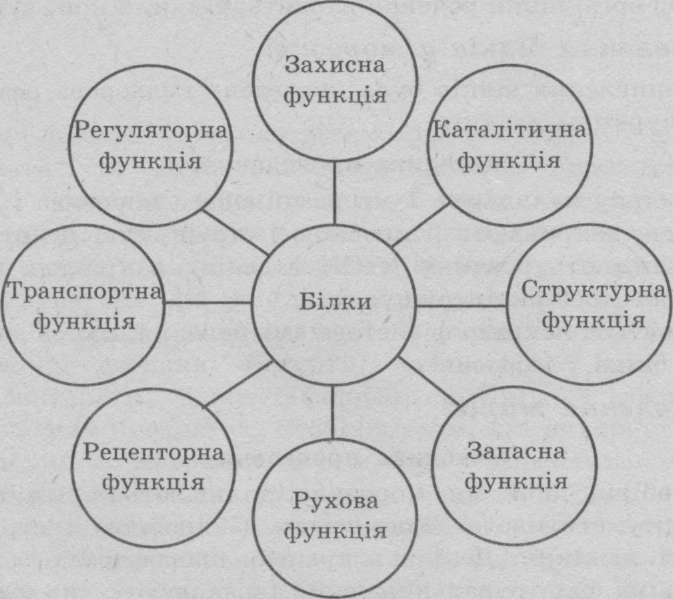 Захисна
функція
Каталітична
функція
Структурна
функція
Запасна
функція
Рухова
функція
Рецепторна
функція
Транспортна
функція
Регуляторна
функція
Білки